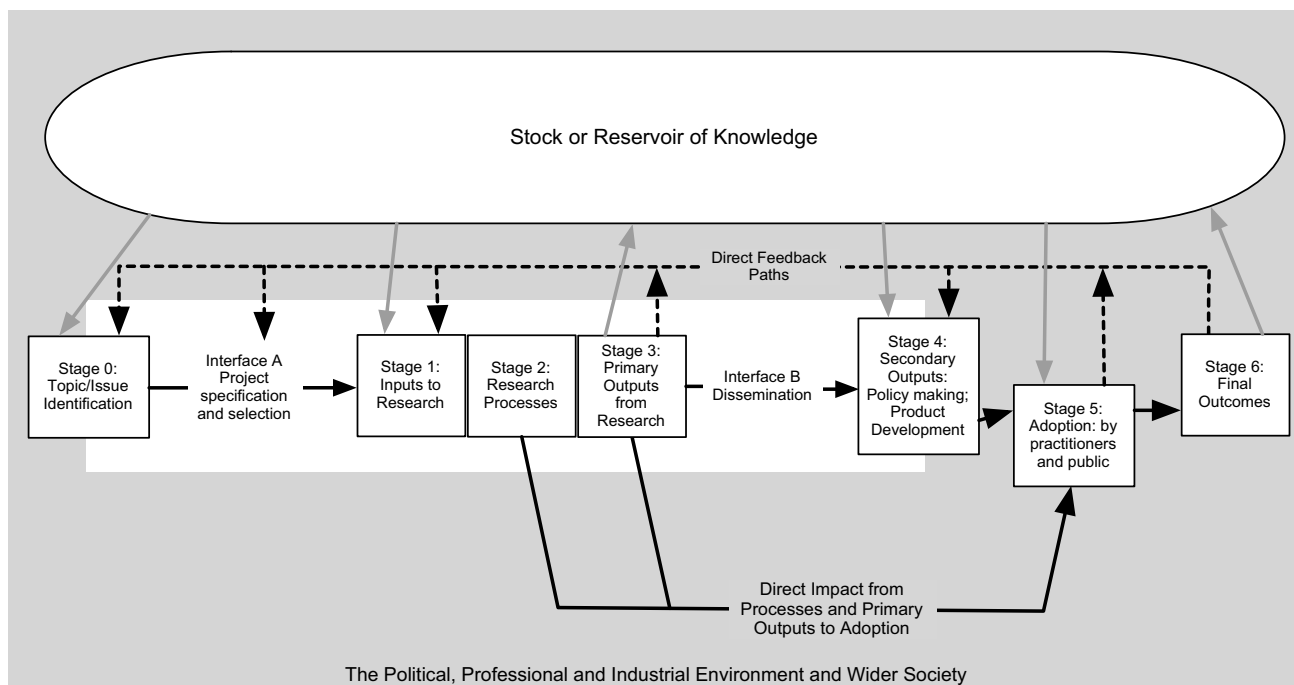 Stock or Reservoir of Knowledge
Direct Feedback
Paths
Stage 0:
Topic/Issue
Identification
Interface A
Project
specification
and selection
Stage 1:
Inputs to
Research
Stage 2:
Research
Processes
Stage 3:
Primary
Outputs
from
Research
Interface B
Dissemination
Stage 4:
Secondary
Outputs:
Policy making;
Product
Development
Stage 5:
Adoption: by
practitioners
and public
Stage 6:
Final
Outcomes
Direct Impact from
Processes and Primary
Outputs to Adoption
The Political, Professional and Industrial Environment and Wider Society